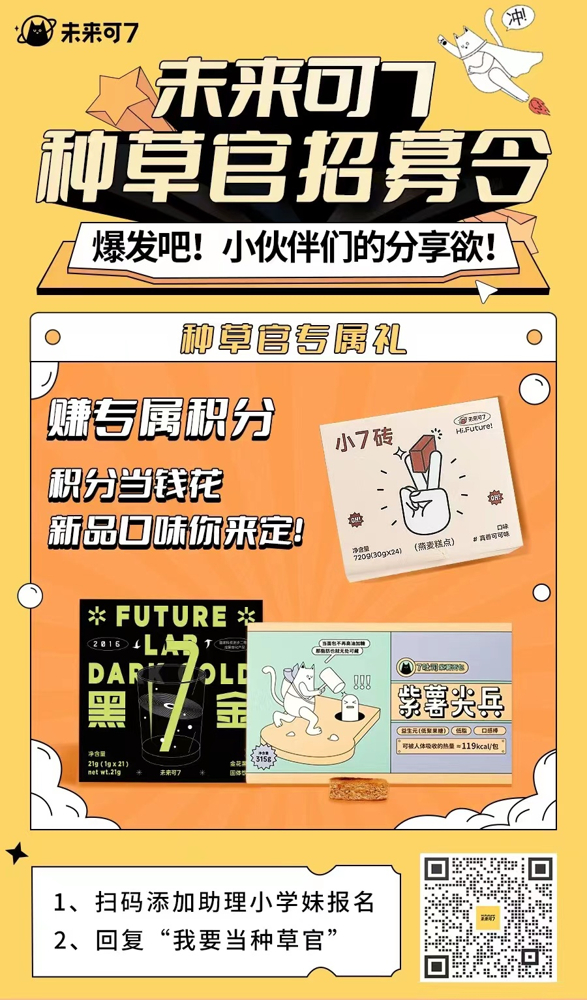 未来可7
冲!
未来可7
种草官招募令
爆发吧！小伙伴们的分享欲！
种草官专属礼
赚专属积分
积分当钱花
新品口味你来定!
小7砖
未来可7
Hi.Future!
OH!
OH!
口味
# 真香可可味
净含量
720g(30gX24)
(燕麦糕点)
FUTURE
LAB
2016
DARK GOLD
黑金
7
净含量
21g (1g x 21)
net wt.21g
未来可7
金花黑
固体饮
当面包不再高油加糖
那脂肪也就无处可藏
!!!
净含量
315g
7吐司 紫薯面包
紫薯尖兵
益生元(低聚果糖) 低脂 口感棒
可被人体吸收的热量 ≈119kcal/包
1、扫码添加助理小学妹报名
2、回复“我要当种草官”
Hi.Future!
未来可7